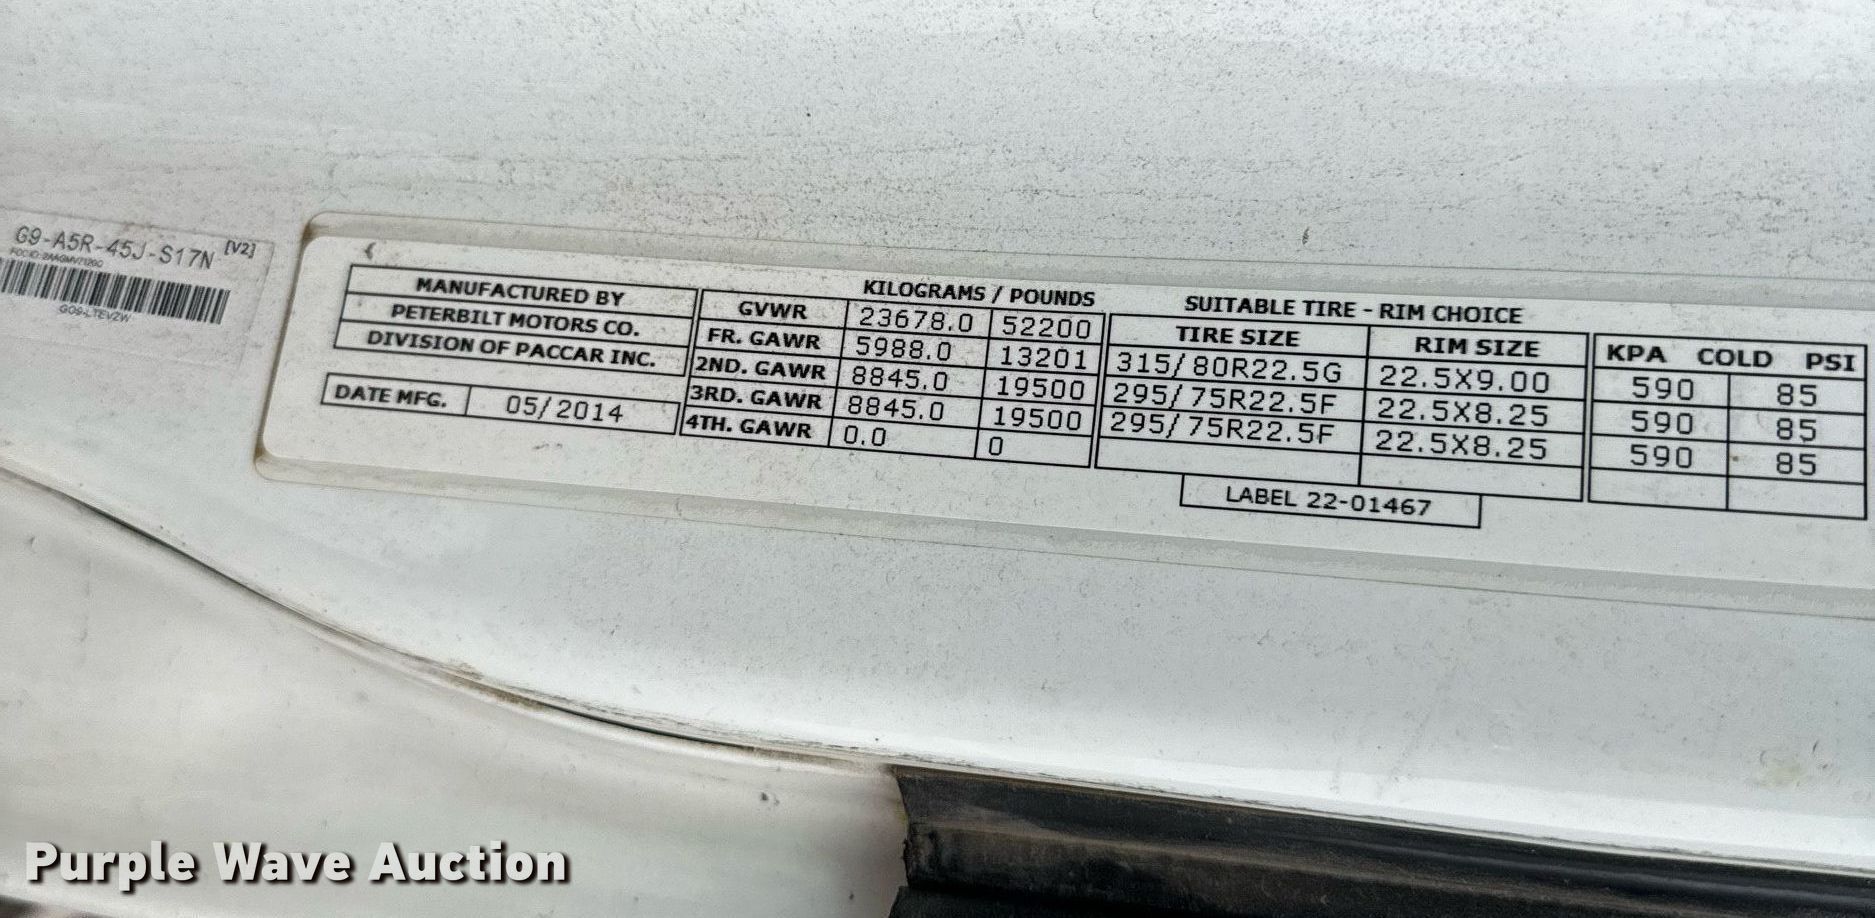 G9-A5R-45J-S17N [V2]
GO9-LTEVZW
MANUFACTURED BY
PETERBILT MOTORS CO.
DIVISION OF PACCAR INC.
DATE MFG. 05/2014
KILOGRAMS / POUNDS
GVWR 23678.0 52200
FR. GAWR 5988.0 13201
2ND. GAWR 8845.0 19500
3RD. GAWR 8845.0 19500
4TH. GAWR 0.0 0
SUITABLE TIRE - RIM CHOICE
TIRE SIZE RIM SIZE KPA COLD PSI
315/80R22.5G 22.5X9.00 590 85
295/75R22.5F 22.5X8.25 590 85
295/75R22.5F 22.5X8.25 590 85
LABEL 22-01467
Purple Wave Auction